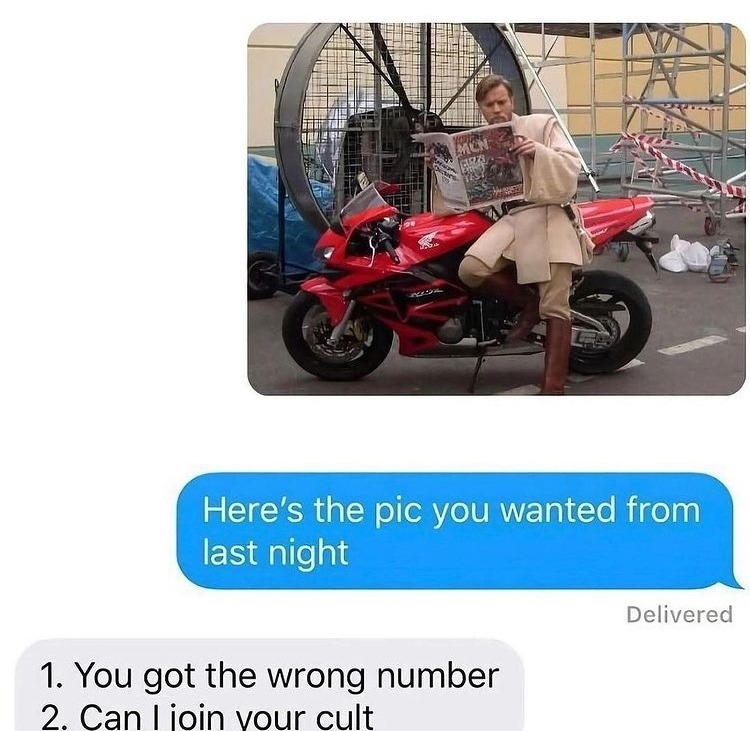 MCN
Here's the pic you wanted from
last night
Delivered
1. You got the wrong number
2. Can I join your cult